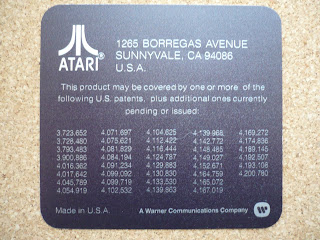 ATARI®
1265 BORREGAS AVENUE
SUNNYVALE, CA 94086
U.S.A.
This product may be covered by one or more of the
following U.S. patents, plus additional ones currently
pending or issued:
3,723,652 4,071,697 4,104,625 4,139,968 4,169,272
3,728,480 4,075,621 4,112,422 4,142,772 4,174,836
3,793,483 4,081,829 4,116,444 4,148,485 4,189,145
3,900,886 4,084,194 4,124,787 4,149,027 4,192,507
4,016,362 4,091,234 4,129,883 4,152,671 4,193,106
4,017,642 4,099,092 4,130,830 4,164,759 4,200,780
4,045,789 4,099,719 4,133,530 4,165,072
4,054,919 4,102,532 4,139,863 4,167,019
Made in U.S.A. A Warner Communications Company